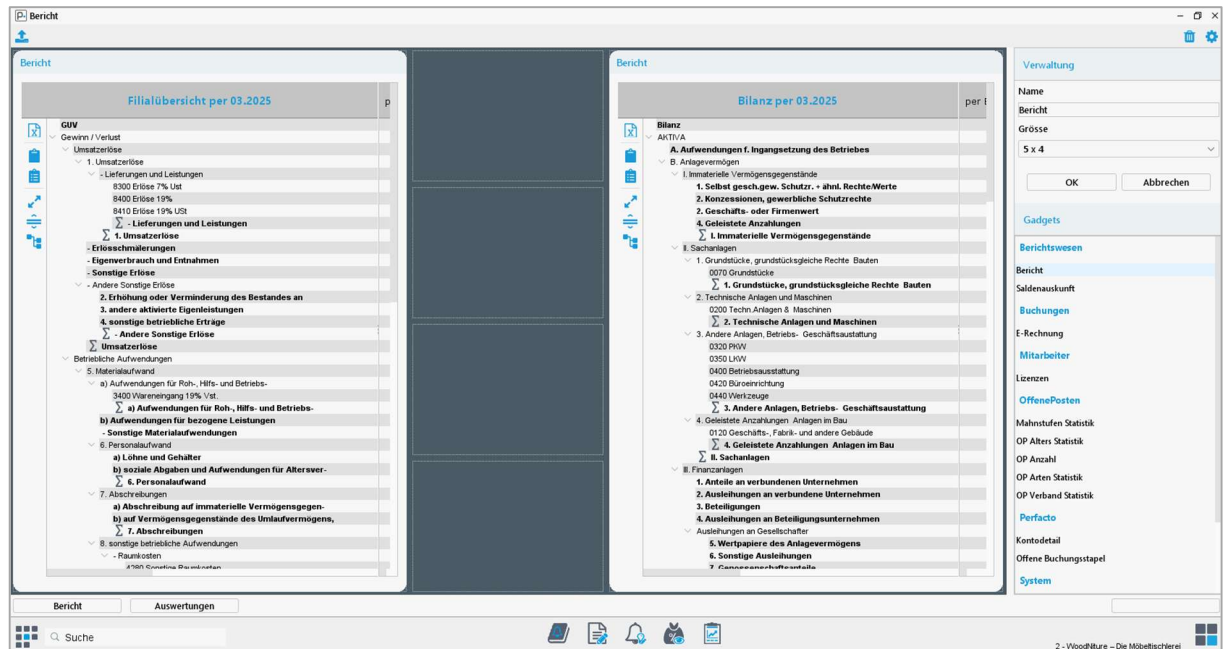 Bericht
Bericht
Filialübersicht per 03.2025
p
GUV
Gewinn / Verlust
Umsatzerlöse
1. Umsatzerlöse
- Lieferungen und Leistungen
8300 Erlöse 7% Ust
8400 Erlöse 19%
8410 Erlöse 19% USt
∑ - Lieferungen und Leistungen
∑ 1. Umsatzerlöse
- Erlösschmälerungen
- Eigenverbrauch und Entnahmen
- Sonstige Erlöse
- Andere Sonstige Erlöse
2. Erhöhung oder Verminderung des Bestandes an
3. andere aktivierte Eigenleistungen
4. sonstige betriebliche Erträge
∑ - Andere Sonstige Erlöse
∑ Umsatzerlöse
Betriebliche Aufwendungen
5. Materialaufwand
a) Aufwendungen für Roh-, Hilfs- und Betriebs-
3400 Wareneingang 19% Vst.
∑ a) Aufwendungen für Roh-, Hilfs- und Betriebs-
b) Aufwendungen für bezogene Leistungen
- Sonstige Materialaufwendungen
6. Personalaufwand
a) Löhne und Gehälter
b) soziale Abgaben und Aufwendungen für Altersver-
∑ 6. Personalaufwand
7. Abschreibungen
a) Abschreibung auf immaterielle Vermögensgegen-
b) auf Vermögensgegenstände des Umlaufvermögens,
∑ 7. Abschreibungen
8. sonstige betriebliche Aufwendungen
- Raumkosten
4280 Sonstige Raumkosten
Bericht
Bilanz per 03.2025
per E
Bilanz
AKTIVA
A. Aufwendungen f. Ingangsetzung des Betriebes
B. Anlagevermögen
I. Immaterielle Vermögensgegenstände
1. Selbst gesch.gew. Schutzr. + ähnl. Rechte/Werte
2. Konzessionen, gewerbliche Schutzrechte
2. Geschäfts- oder Firmenwert
4. Geleistete Anzahlungen
∑ I. Immaterielle Vermögensgegenstände
II. Sachanlagen
1. Grundstücke, grundstücksgleiche Rechte Bauten
0070 Grundstücke
∑ 1. Grundstücke, grundstücksgleiche Rechte Bauten
2. Technische Anlagen und Maschinen
0200 Techn.Anlagen & Maschinen
∑ 2. Technische Anlagen und Maschinen
3. Andere Anlagen, Betriebs- Geschäftsaustattung
0320 PKW
0350 LKW
0400 Betriebsausstattung
0420 Büroeinrichtung
0440 Werkzeuge
∑ 3. Andere Anlagen, Betriebs- Geschäftsaustattung
4. Geleistete Anzahlungen Anlagen im Bau
0120 Geschäfts-, Fabrik- und andere Gebäude
∑ 4. Geleistete Anzahlungen Anlagen im Bau
∑ II. Sachanlagen
III. Finanzanlagen
1. Anteile an verbundenen Unternehmen
2. Ausleihungen an verbundene Unternehmen
3. Beteiligungen
4. Ausleihungen an Beteiligungsunternehmen
Ausleihungen an Gesellschafter
5. Wertpapiere des Anlagevermögens
6. Sonstige Ausleihungen
7. Genossenschaftsanteile
Verwaltung
Name
Bericht
Grösse
5 x 4
OK
Abbrechen
Gadgets
Berichtswesen
Bericht
Saldenauskunft
Buchungen
E-Rechnung
Mitarbeiter
Lizenzen
OffenePosten
Mahnstufen Statistik
OP Alters Statistik
OP Anzahl
OP Arten Statistik
OP Verband Statistik
Perfacto
Kontodetail
Offene Buchungsstapel
System
Bericht
Auswertungen
Suche
2 - WoodNiture – Die Möbeltischlerei